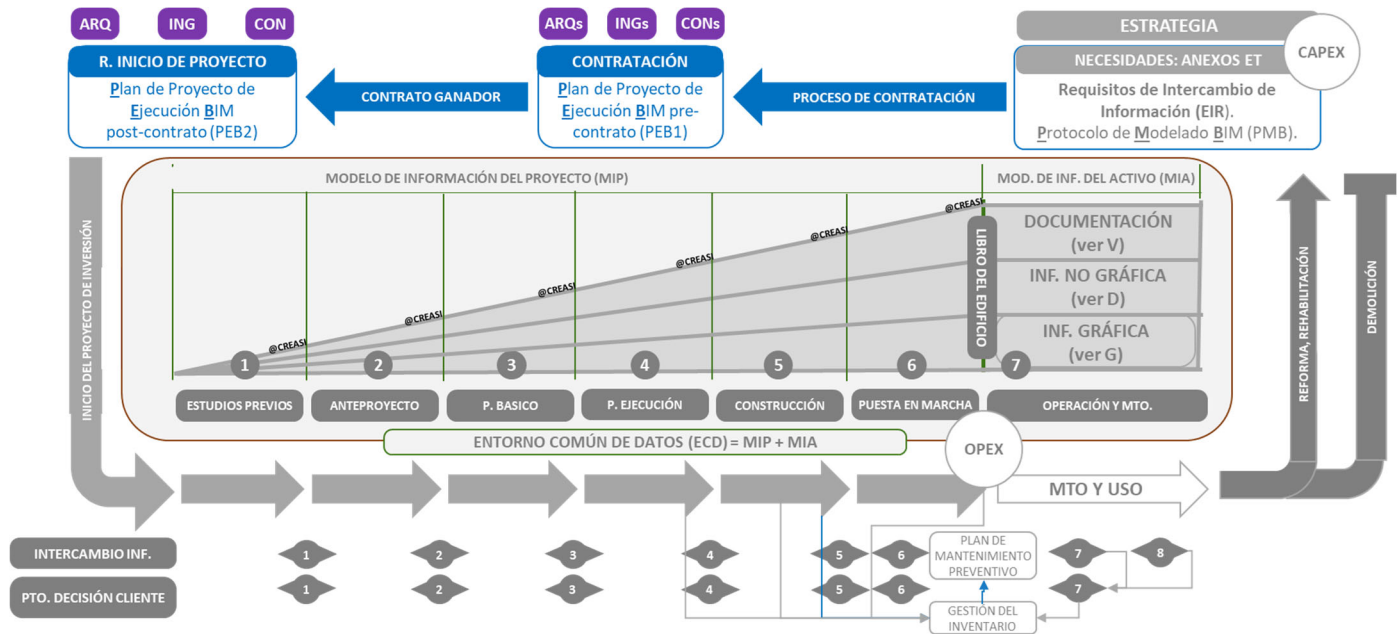 ARQ
ING
CON
ARQs
INGs
CONs
ESTRATEGIA
CAPEX
R. INICIO DE PROYECTO
Plan de Proyecto de
Ejecución BIM
post-contrato (PEB2)
CONTRATO GANADOR
CONTRATACIÓN
Plan de Proyecto de
Ejecución BIM pre-
contrato (PEB1)
PROCESO DE CONTRATACIÓN
NECESIDADES: ANEXOS ET
Requisitos de Intercambio de
Información (EIR).
Protocolo de Modelado BIM (PMB).
INICIO DEL PROYECTO DE INVERSIÓN
MODELO DE INFORMACIÓN DEL PROYECTO (MIP)
MOD. DE INF. DEL ACTIVO (MIA)
@CREASI
@CREASI
@CREASI
@CREASI
@CREASI
@CREASI
LIBRO DEL EDIFICIO
DOCUMENTACIÓN
(ver V)
INF. NO GRÁFICA
(ver D)
INF. GRÁFICA
(ver G)
1
2
3
4
5
6
7
ESTUDIOS PREVIOS
ANTEPROYECTO
P. BASICO
P. EJECUCIÓN
CONSTRUCCIÓN
PUESTA EN MARCHA
OPERACIÓN Y MTO.
REFORMA, REHABILITACIÓN
DEMOLICIÓN
ENTORNO COMÚN DE DATOS (ECD) = MIP + MIA
OPEX
MTO Y USO
INTERCAMBIO INF.
1
2
3
4
5
6
PLAN DE
MANTENIMIENTO
PREVENTIVO
7
8
PTO. DECISIÓN CLIENTE
1
2
3
4
5
6
7
GESTIÓN DEL
INVENTARIO